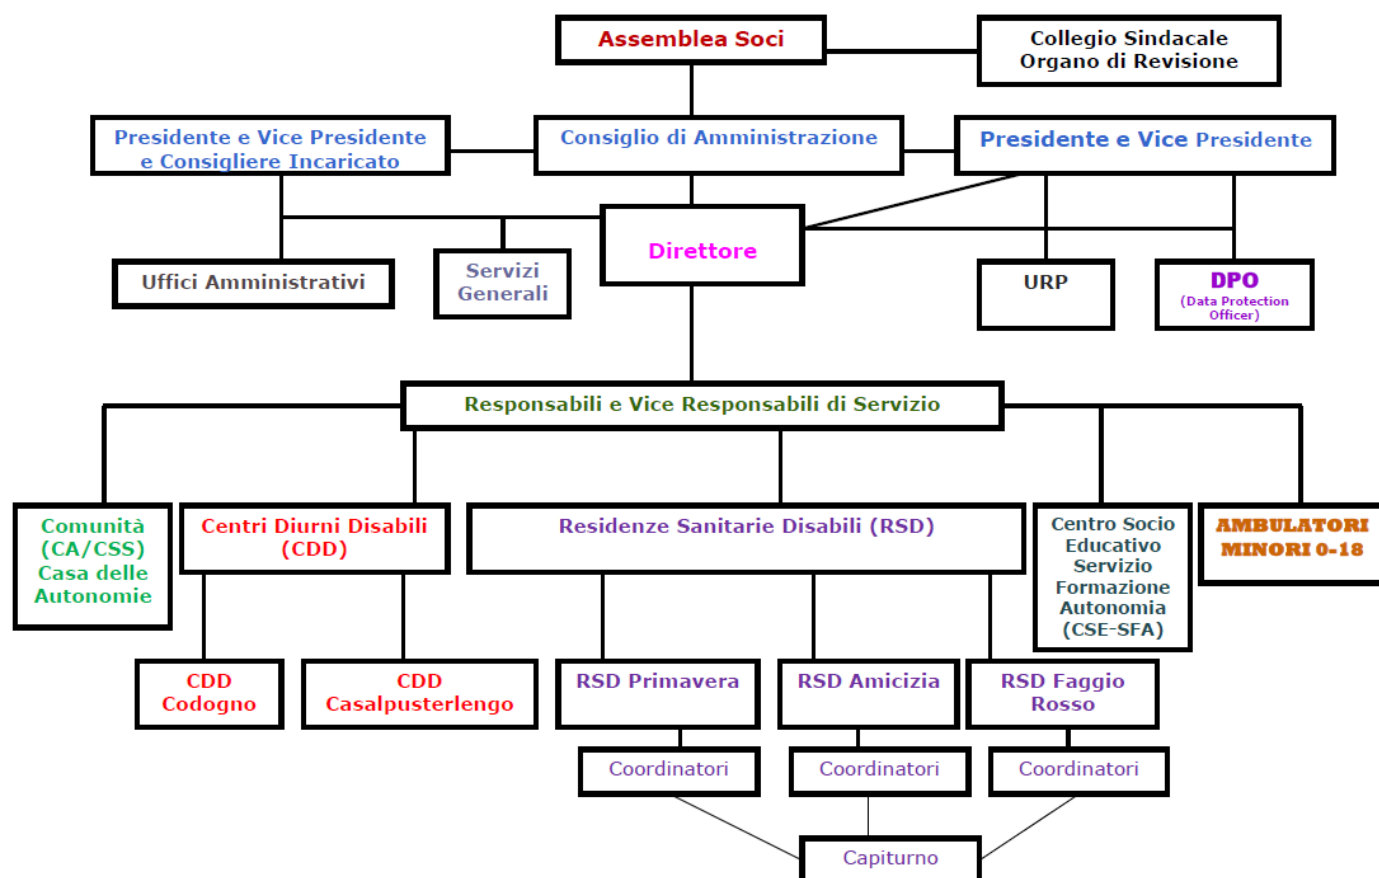 Assemblea Soci
Collegio Sindacale
Organo di Revisione
Presidente e Vice Presidente
e Consigliere Incaricato
Consiglio di Amministrazione
Presidente e Vice Presidente
Direttore
Uffici Amministrativi
Servizi
Generali
URP
DPO
(Data Protection
Officer)
Responsabili e Vice Responsabili di Servizio
Comunità
(CA/CSS)
Casa delle
Autonomie
Centri Diurni Disabili
(CDD)
Residenze Sanitarie Disabili (RSD)
Centro Socio
Educativo
Servizio
Formazione
Autonomia
(CSE-SFA)
AMBULATORI
MINORI 0-18
CDD
Codogno
CDD
Casalpusterlengo
RSD Primavera
RSD Amicizia
RSD Faggio
Rosso
Coordinatori
Coordinatori
Coordinatori
Capiturno